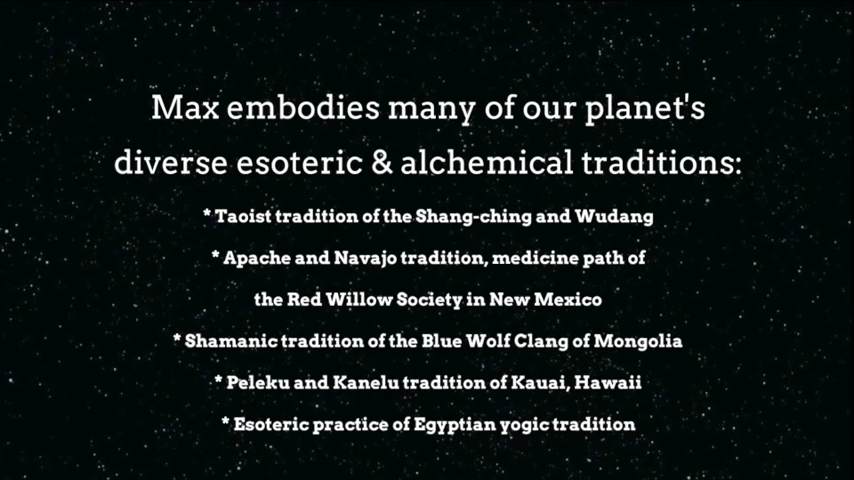 Max embodies many of our planet's
diverse esoteric & alchemical traditions:
* Taoist tradition of the Shang-ching and Wudang
* Apache and Navajo tradition, medicine path of
the Red Willow Society in New Mexico
* Shamanic tradition of the Blue Wolf Clang of Mongolia
* Peleku and Kanelu tradition of Kauai, Hawaii
* Esoteric practice of Egyptian yogic tradition